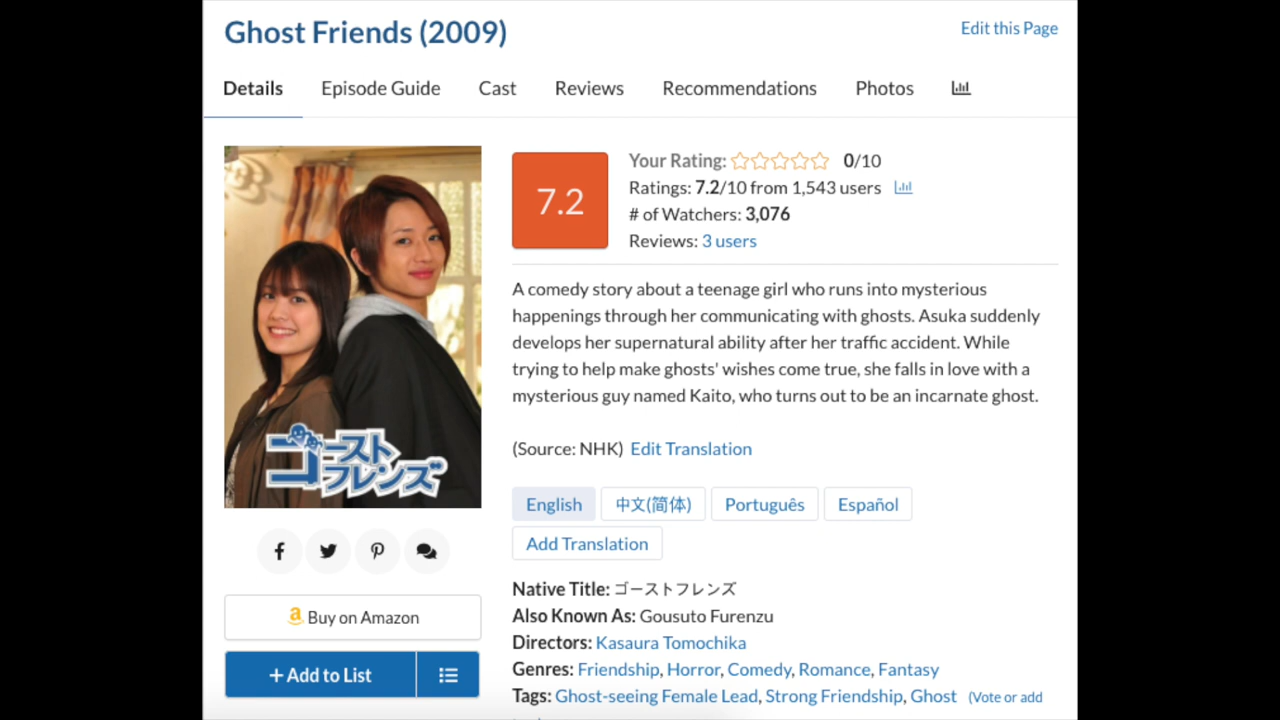 Ghost Friends (2009)
Edit this Page
Details Episode Guide Cast Reviews Recommendations Photos
7.2
Your Rating: 0/10
Ratings: 7.2/10 from 1,543 users
# of Watchers: 3,076
Reviews: 3 users
A comedy story about a teenage girl who runs into mysterious
happenings through her communicating with ghosts. Asuka suddenly
develops her supernatural ability after her traffic accident. While
trying to help make ghosts' wishes come true, she falls in love with a
mysterious guy named Kaito, who turns out to be an incarnate ghost.
(Source: NHK) Edit Translation
English 中文(简体) Português Español
Add Translation
Native Title: ゴーストフレンズ
Also Known As: Gousuto Furenzu
Directors: Kasaura Tomochika
Genres: Friendship, Horror, Comedy, Romance, Fantasy
Tags: Ghost-seeing Female Lead, Strong Friendship, Ghost (Vote or add
ゴースト
フレンズ
Buy on Amazon
+ Add to List